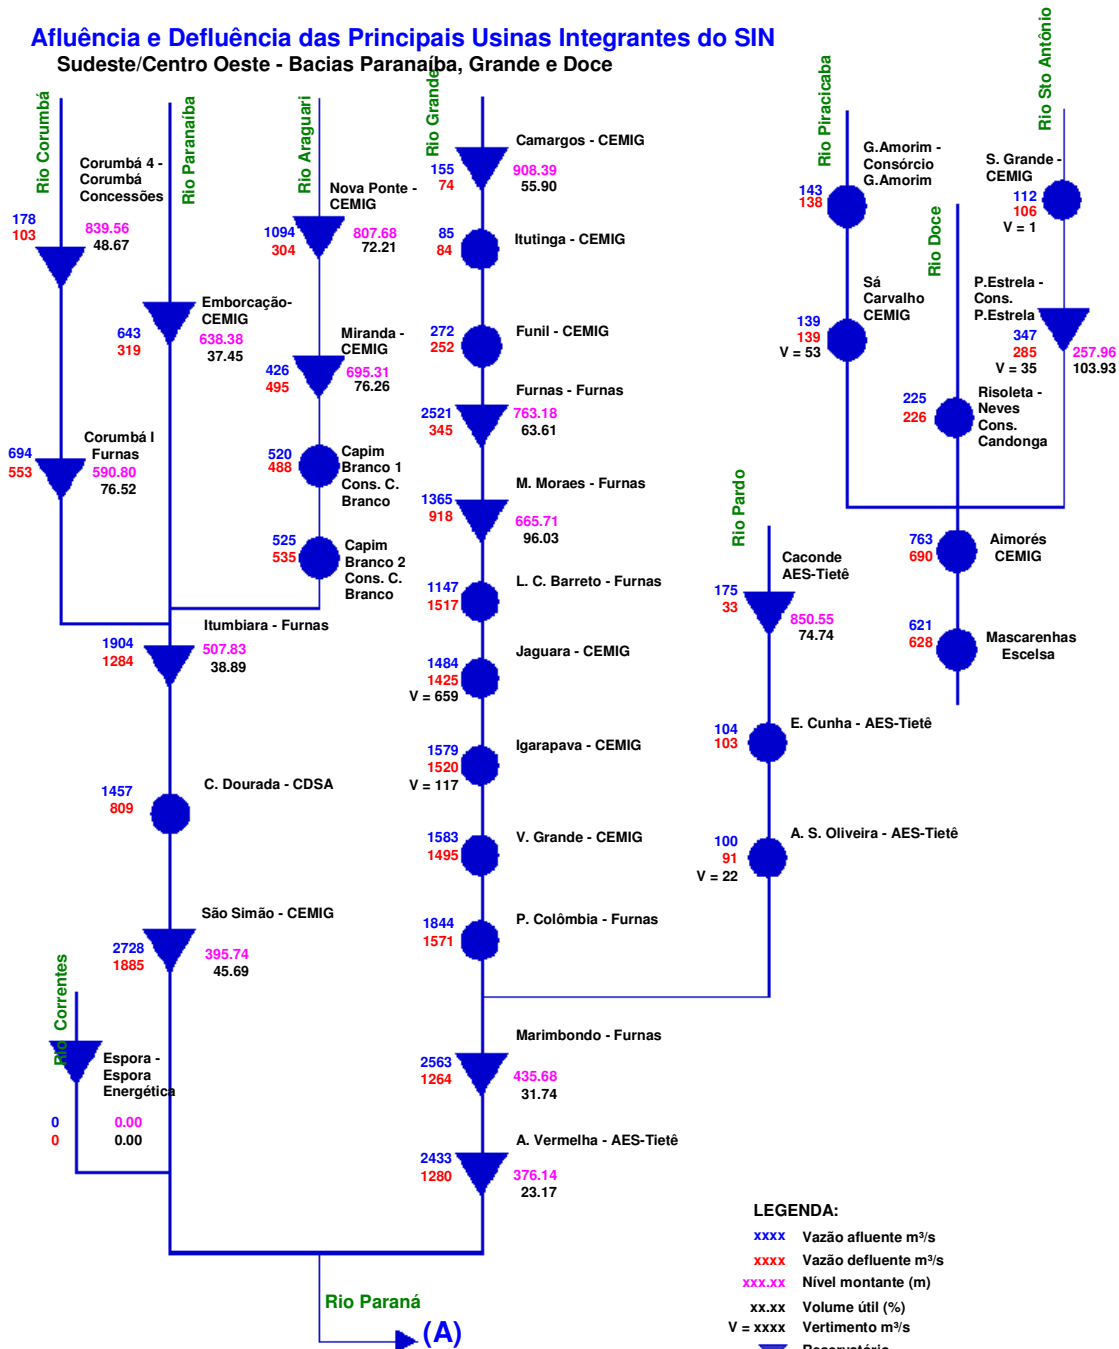 Afluência e Defluência das Principais Usinas Integrantes do SIN
Sudeste/Centro Oeste - Bacias Paranaíba, Grande e Doce
Rio Corumbá
Corumbá 4 -
Corumbá
Concessões
178
103
839.56
48.67
Corumbá I
Furnas
694
553
590.80
76.52
Rio Paranaíba
Emborcação-
CEMIG
643
319
638.38
37.45
Rio Araguari
Nova Ponte -
CEMIG
1094
304
807.68
72.21
Miranda -
CEMIG
426
495
695.31
76.26
Capim
Branco 1
Cons. C.
Branco
520
488
Capim
Branco 2
Cons. C.
Branco
525
535
Itumbiara - Furnas
1904
1284
507.83
38.89
C. Dourada - CDSA
1457
809
São Simão - CEMIG
2728
1885
395.74
45.69
Rio Correntes
Espora -
Espora
Energética
0
0
0.00
0.00
Rio Grande
Camargos - CEMIG
155
74
908.39
55.90
Itutinga - CEMIG
85
84
Funil - CEMIG
272
252
Furnas - Furnas
2521
345
763.18
63.61
M. Moraes - Furnas
1365
918
665.71
96.03
L. C. Barreto - Furnas
1147
1517
Jaguara - CEMIG
1484
1425
V = 659
Igarapava - CEMIG
1579
1520
V = 117
V. Grande - CEMIG
1583
1495
P. Colômbia - Furnas
1844
1571
Rio Pardo
Caconde
AES-Tietê
175
33
850.55
74.74
E. Cunha - AES-Tietê
104
103
A. S. Oliveira - AES-Tietê
100
91
V = 22
Marimbondo - Furnas
2563
1264
435.68
31.74
A. Vermelha - AES-Tietê
2433
1280
376.14
23.17
Rio Paraná
(A)
Rio Piracicaba
G.Amorim -
Consórcio
G.Amorim
143
138
Sá
Carvalho
CEMIG
139
139
V = 53
Rio Doce
Risoleta -
Neves
Cons.
Candonga
225
226
Rio Sto Antônio
S. Grande -
CEMIG
112
106
V = 1
P.Estrela -
Cons.
P.Estrela
347
285
V = 35
257.96
103.93
Aimorés
CEMIG
763
690
Mascarenhas
Escelsa
621
628
LEGENDA:
xxxx Vazão afluente m³/s
xxxx Vazão defluente m³/s
xxx.xx Nível montante (m)
xx.xx Volume útil (%)
V = xxxx Vertimento m³/s
Reservatório